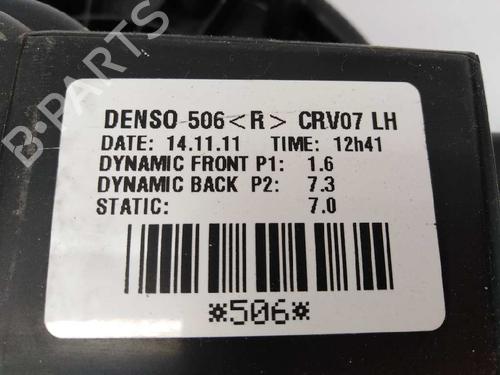 B-PARTS
DENSO 506 <R> CRV07 LH
DATE: 14.11.11 TIME: 12h41
DYNAMIC FRONT P1: 1.6
DYNAMIC BACK P2: 7.3
STATIC: 7.0
*506*